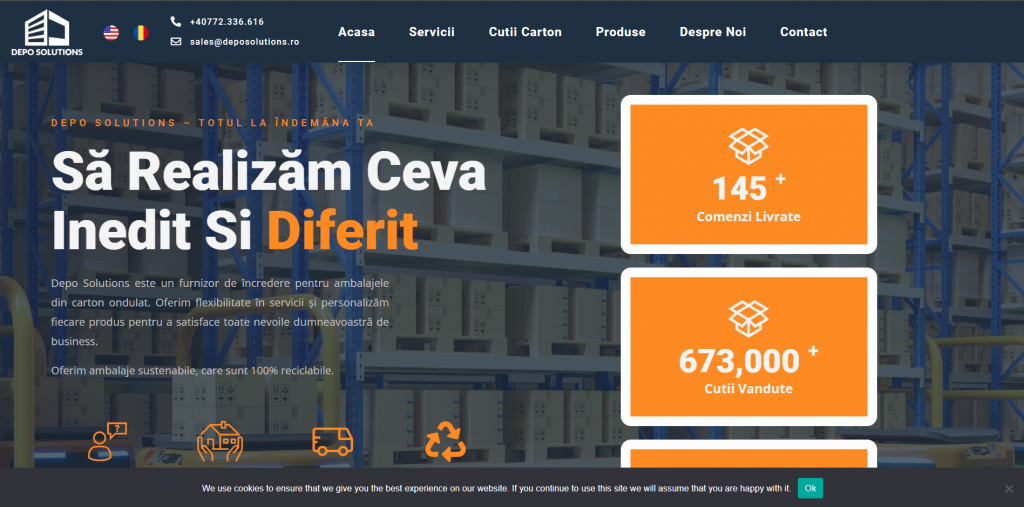 DEPO SOLUTIONS
+40772.336.616
sales@deposolutions.ro
Acasa
Servicii
Cutii Carton
Produse
Despre Noi
Contact
DEPO SOLUTIONS – TOTUL LA ÎNDEMÂNA TA
Să Realizăm Ceva
Inedit Si Diferit
Depo Solutions este un furnizor de încredere pentru ambalajele
din carton ondulat. Oferim flexibilitate în servicii și personalizăm
fiecare produs pentru a satisface toate nevoile dumneavoastră de
business.
Oferim ambalaje sustenabile, care sunt 100% reciclabile.
?
145 +
Comenzi Livrate
673,000 +
Cutii Vandute
We use cookies to ensure that we give you the best experience on our website. If you continue to use this site we will assume that you are happy with it.
Ok